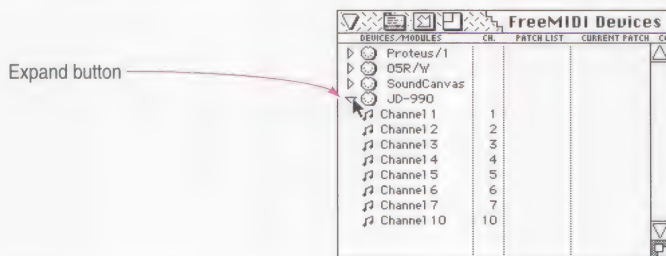 FreeMIDI Devices
DEVICES/MODULES CH. PATCH LIST CURRENT PATCH
Proteus/1
05R/W
SoundCanvas
Expand button
JD-990
Channel 1 1
Channel 2 2
Channel 3 3
Channel 4 4
Channel 5 5
Channel 6 6
Channel 7 7
Channel 10 10